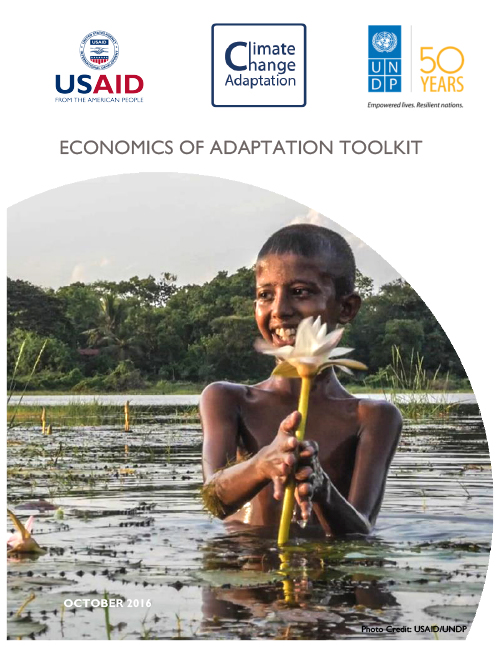 USAID
USAID
FROM THE AMERICAN PEOPLE
Climate
Change
Adaptation
U N
D P
50
YEARS
Empowered lives. Resilient nations.
ECONOMICS OF ADAPTATION TOOLKIT
OCTOBER 2016
Photo Credit: USAID/UNDP